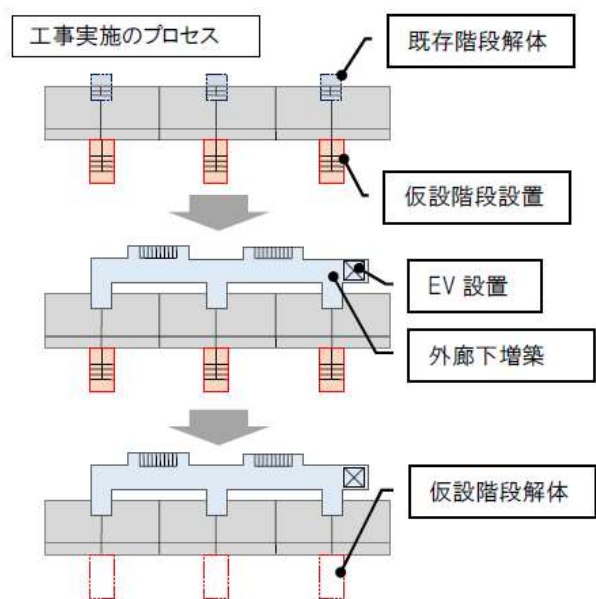 工事実施のプロセス
既存階段解体
仮設階段設置
EV 設置
外廊下増築
仮設階段解体